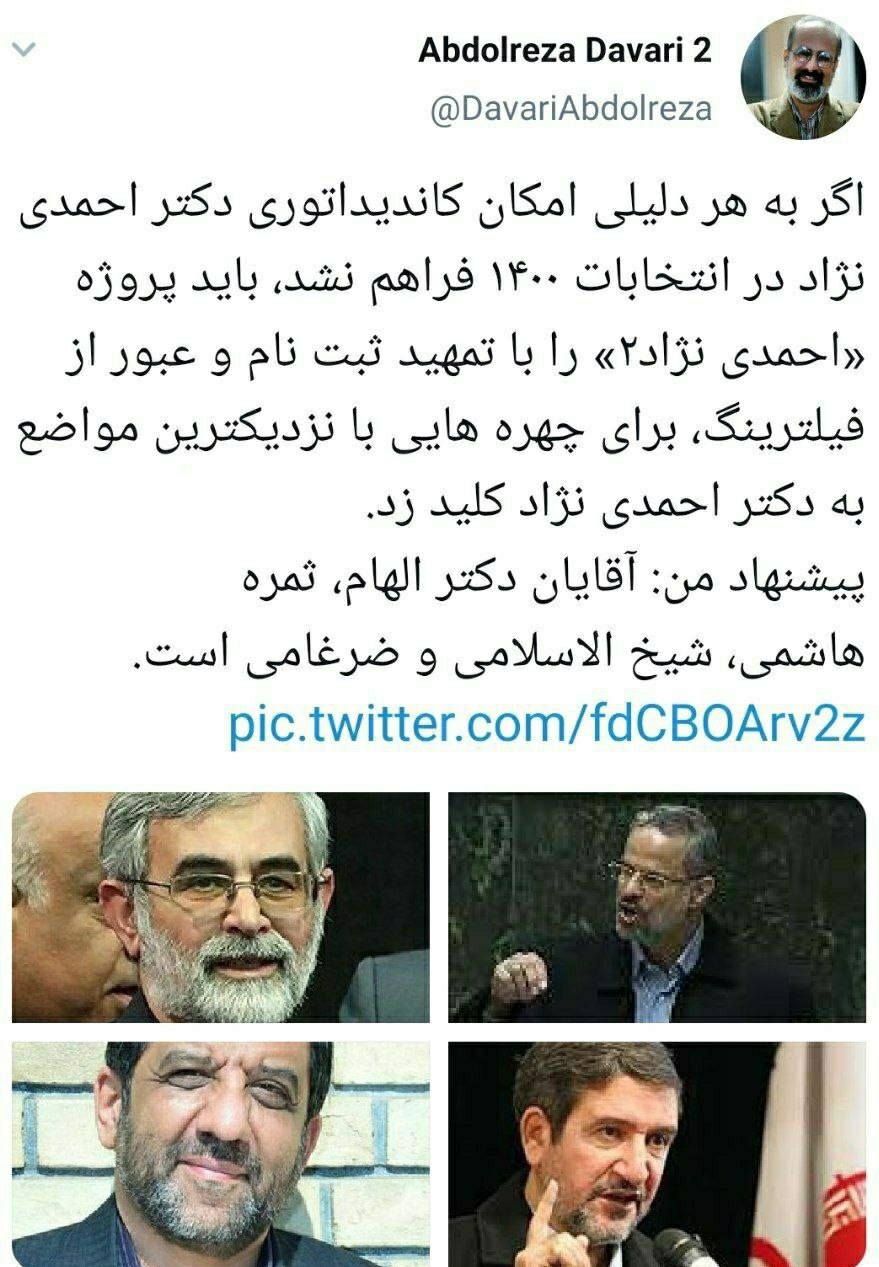 Abdolreza Davari 2
@DavariAbdolreza
اگر به هر دلیلی امکان کاندیداتوری دکتر احمدی
نژاد در انتخابات ۱۴۰۰ فراهم نشد، باید پروژه
«احمدی نژاد۲» را با تمهید ثبت نام و عبور از
فیلترینگ، برای چهره هایی با نزدیکترین مواضع
به دکتر احمدی نژاد کلید زد.
پیشنهاد من: آقایان دکتر الهام، ثمره
هاشمی، شیخ الاسلامی و ضرغامی است.
pic.twitter.com/fdCBOArv2z